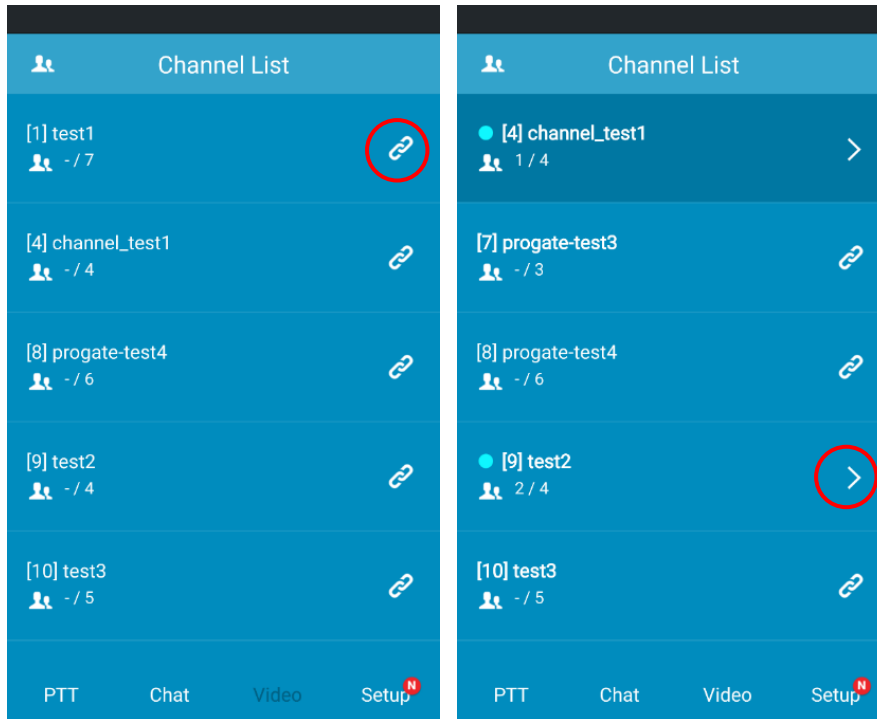 Channel List
[1] test1
- / 7
[4] channel_test1
- / 4
[8] progate-test4
- / 6
[9] test2
- / 4
[10] test3
- / 5
PTT Chat Video Setup N
Channel List
[4] channel_test1
1 / 4
[7] progate-test3
- / 3
[8] progate-test4
- / 6
[9] test2
2 / 4
[10] test3
- / 5
PTT Chat Video Setup N